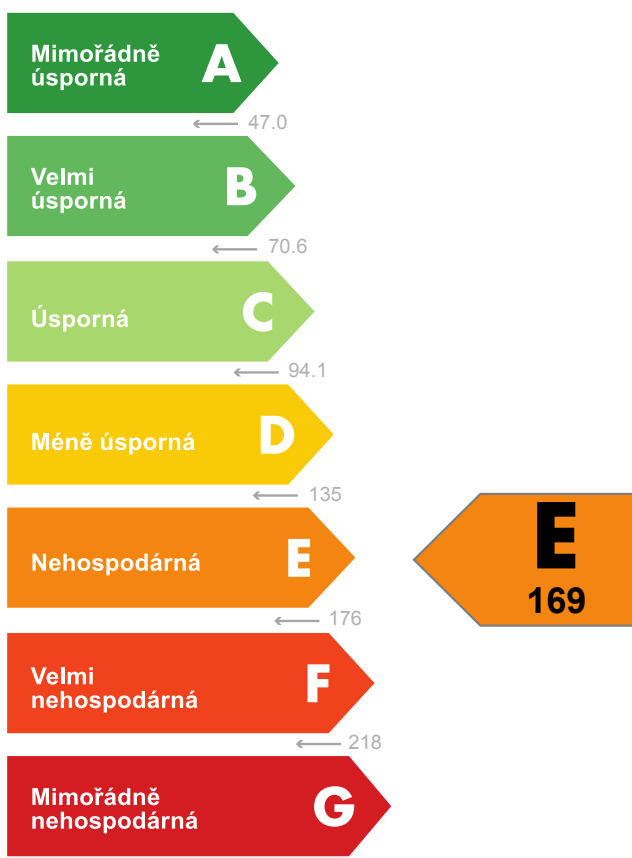 Mimořádně
úsporná
A
← 47.0
Velmi
úsporná
B
← 70.6
Úsporná
C
← 94.1
Méně úsporná
D
← 135
Nehospodárná
E
E
169
← 176
Velmi
nehospodárná
F
← 218
Mimořádně
nehospodárná
G